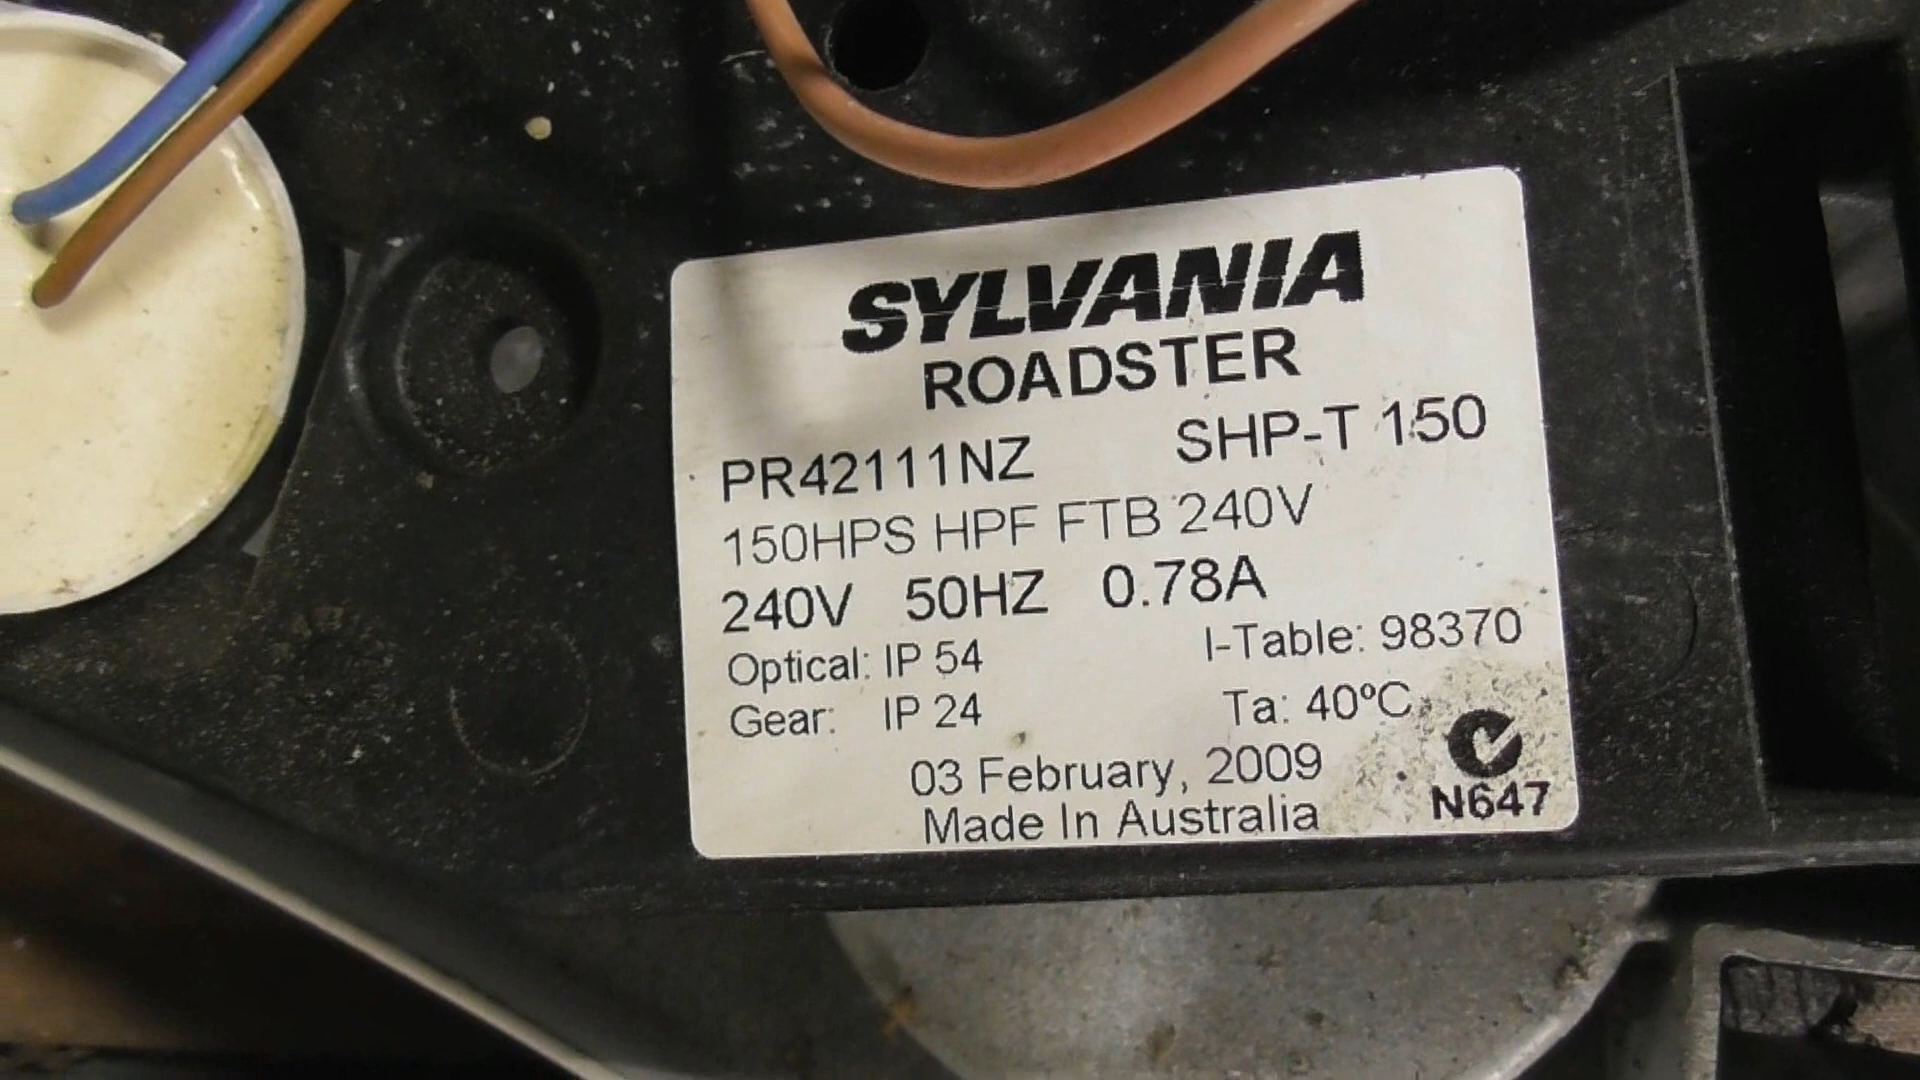 SYLVANIA
ROADSTER
PR42111NZ SHP-T 150
150HPS HPF FTB 240V
240V 50HZ 0.78A
Optical: IP 54 I-Table: 98370
Gear: IP 24 Ta: 40ºC
03 February, 2009
Made In Australia
N647